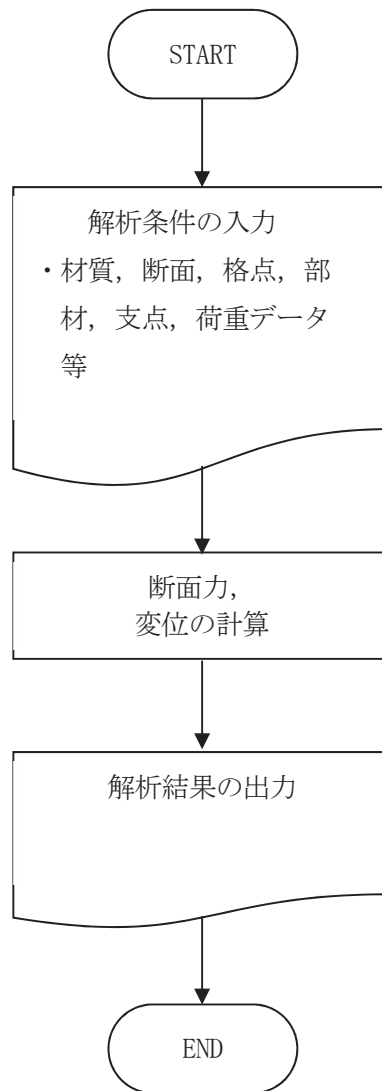 START
解析条件の入力
・材質，断面，格点，部
材，支点，荷重データ
等
断面力，
変位の計算
解析結果の出力
END